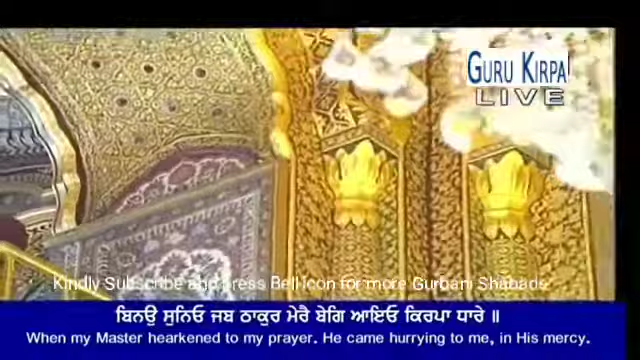 GURU KIRPA
LIVE
Kindly Subscribe and press Bell icon for more Gurbani Shabads
ਬਿਨਉ ਸੁਨਿਓ ਜਬ ਠਾਕੁਰ ਮੇਰੈ ਬੇਗਿ ਆਇਓ ਕਿਰਪਾ ਧਾਰੇ ॥
When my Master hearkened to my prayer. He came hurrying to me, in His mercy.